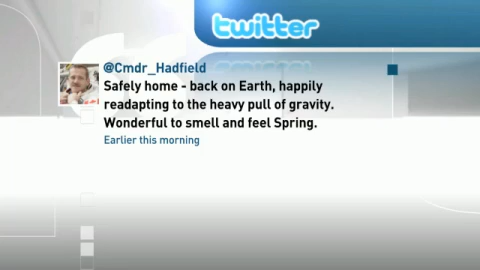 twitter
@Cmdr_Hadfield
Safely home - back on Earth, happily
readapting to the heavy pull of gravity.
Wonderful to smell and feel Spring.
Earlier this morning